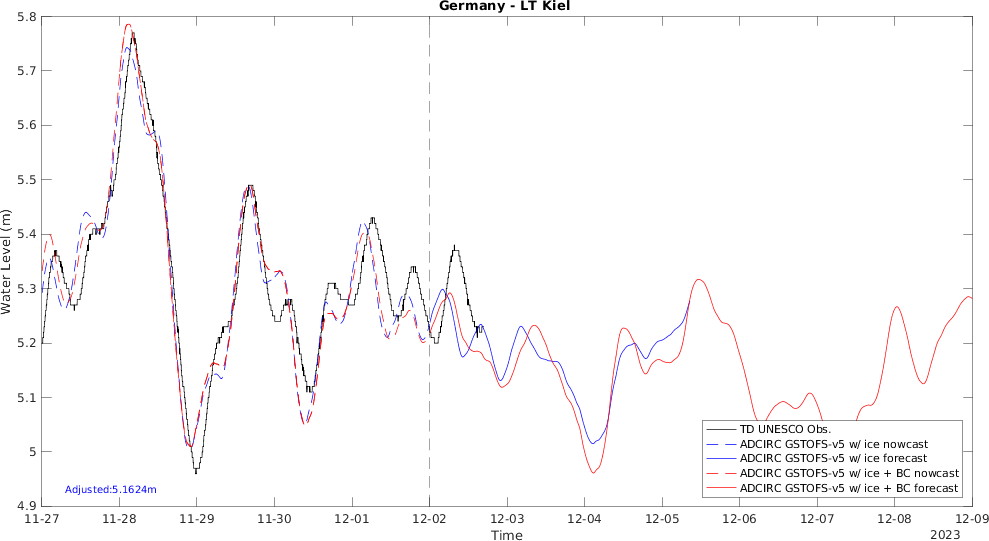 Germany - LT Kiel
5.8
5.7
5.6
5.5
5.4
5.3
5.2
5.1
5
4.9
Water Level (m)
Adjusted:5.1624m
TD UNESCO Obs.
ADCIRC GSTOFS-v5 w/ ice nowcast
ADCIRC GSTOFS-v5 w/ ice forecast
ADCIRC GSTOFS-v5 w/ ice + BC nowcast
ADCIRC GSTOFS-v5 w/ ice + BC forecast
11-27 11-28 11-29 11-30 12-01 12-02 12-03 12-04 12-05 12-06 12-07 12-08 12-09
Time
2023